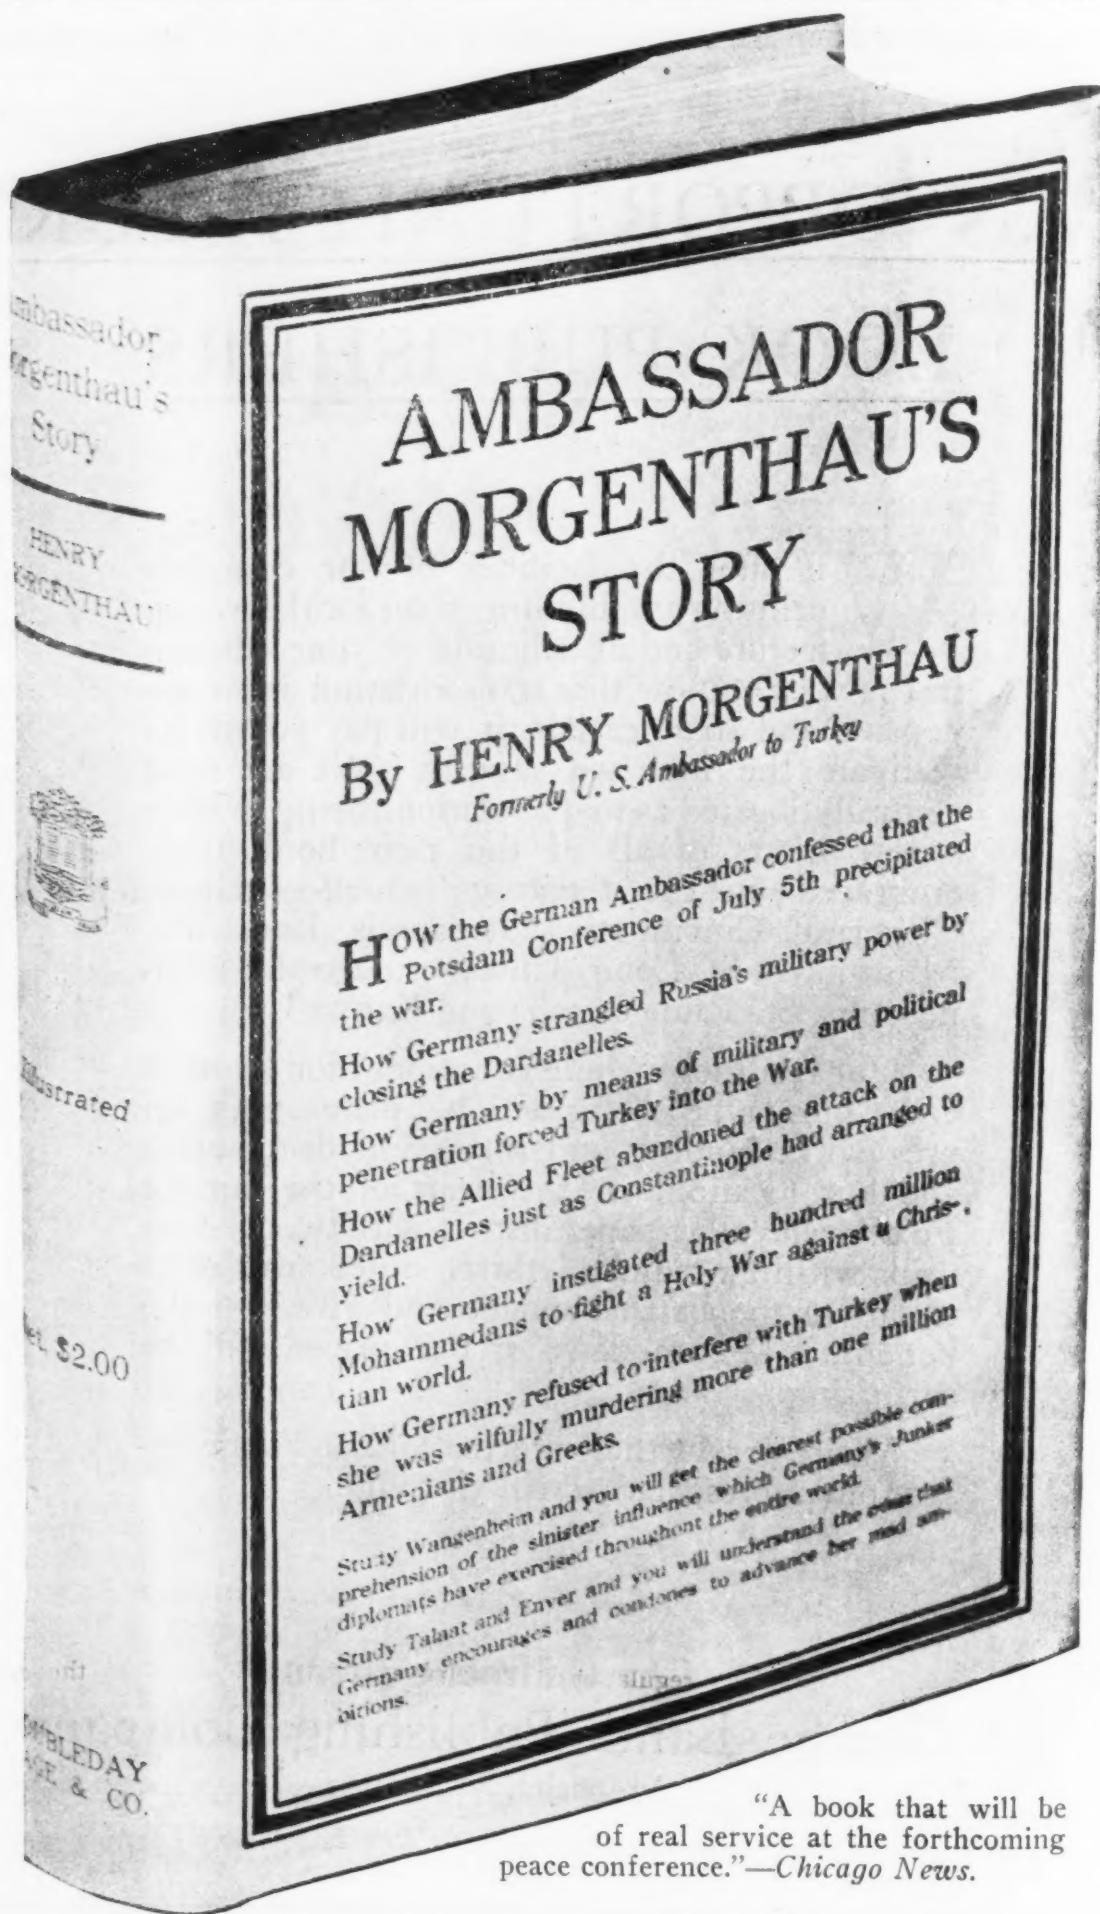 Ambassador
Morgenthau's
Story
HENRY
MORGENTHAU
Illustrated
Net. $2.00
DOUBLEDAY
PAGE & CO.
AMBASSADOR
MORGENTHAU'S
STORY
By HENRY MORGENTHAU
Formerly U. S. Ambassador to Turkey
HOW the German Ambassador confessed that the
Potsdam Conference of July 5th precipitated
the war.
How Germany strangled Russia's military power by
closing the Dardanelles.
How Germany by means of military and political
penetration forced Turkey into the War.
How the Allied Fleet abandoned the attack on the
Dardanelles just as Constantinople had arranged to
yield.
How Germany instigated three hundred million
Mohammedans to fight a Holy War against a Chris-
tian world.
How Germany refused to interfere with Turkey when
she was wilfully murdering more than one million
Armenians and Greeks.
Study Wangenheim and you will get the clearest possible com-
prehension of the sinister influence which Germany's Junker
diplomats have exercised throughout the entire world.
Study Talaat and Enver and you will understand the that
Germany encourages and condones to advance her mad am-
bitions.
"A book that will be
of real service at the forthcoming
peace conference."—Chicago News.